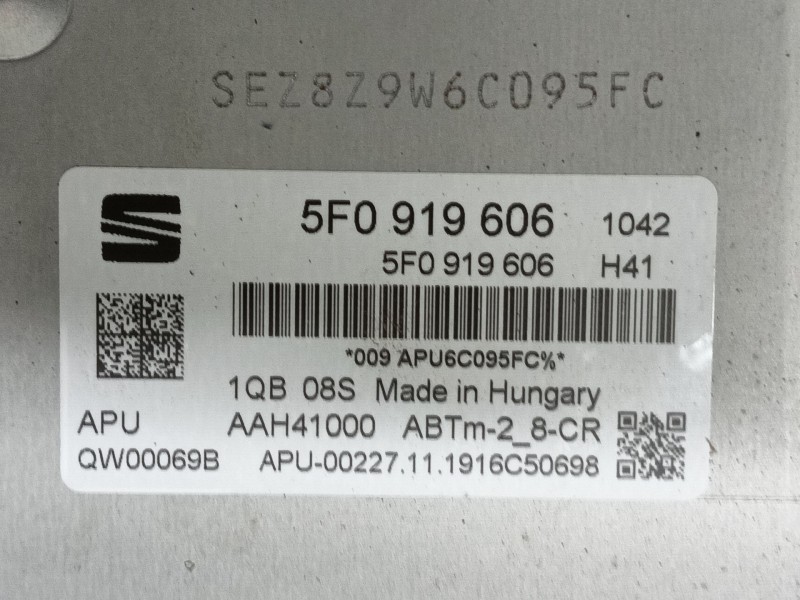 SEZ8Z9W6C095FC
5F0 919 606 1042
5F0 919 606 H41
*009 APU6C095FC%*
1QB 08S Made in Hungary
APU AAH41000 ABTm-2_8-CR
QW00069B APU-00227.11.1916C50698